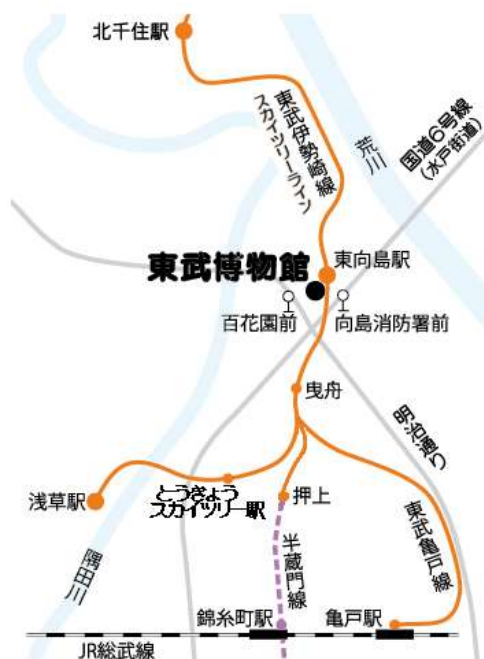 北千住駅
東武伊勢崎線
スカイツリーライン
荒川
国道6号線
(水戸街道)
東武博物館
東向島駅
百花園前
向島消防署前
曳舟
明治通り
浅草駅
とうきょう
スカイツリー駅
押上
東武亀戸線
隅田川
半蔵門線
錦糸町駅
亀戸駅
JR総武線